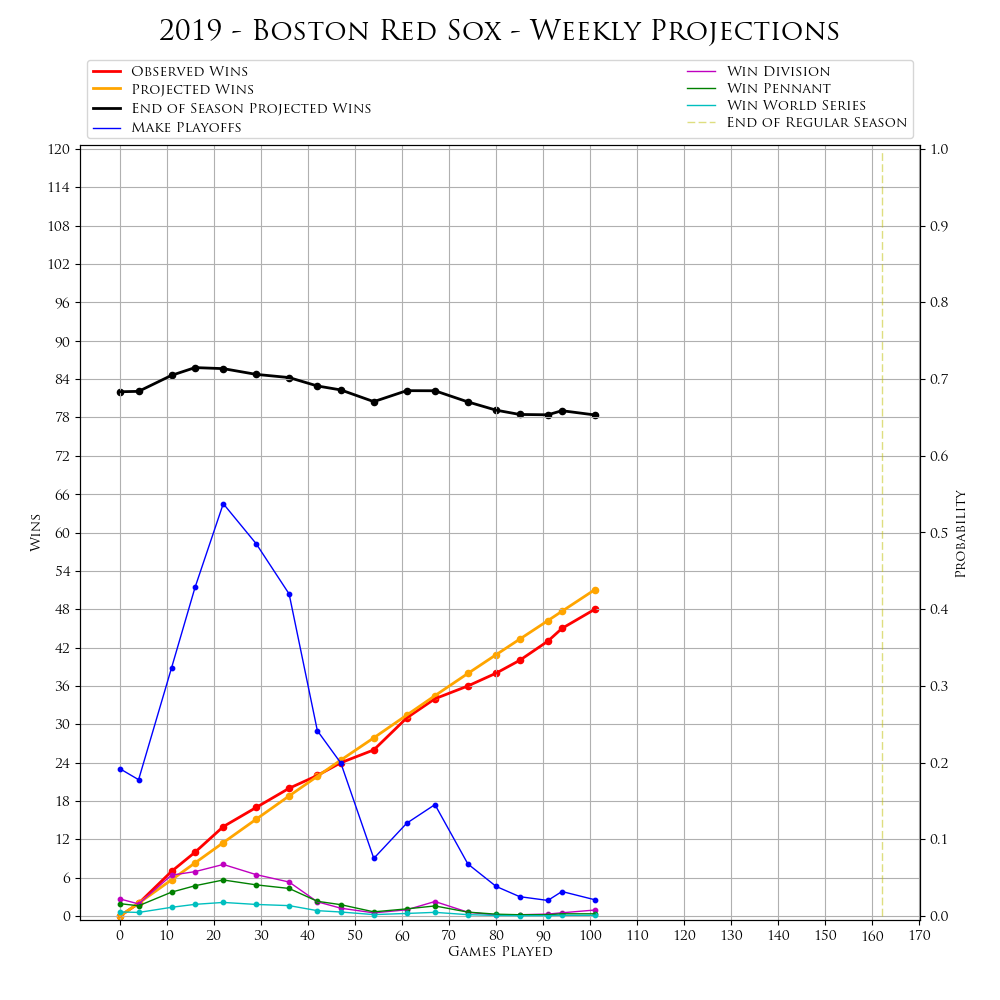 2019 - Boston Red Sox - Weekly Projections
Observed Wins
Projected Wins
End of Season Projected Wins
Make Playoffs
Win Division
Win Pennant
Win World Series
End of Regular Season
120
114
108
102
96
90
84
78
72
66
60
54
48
42
36
30
24
18
12
6
0
Wins
1.0
0.9
0.8
0.7
0.6
0.5
0.4
0.3
0.2
0.1
0.0
Probability
0 10 20 30 40 50 60 70 80 90 100 110 120 130 140 150 160 170
Games Played